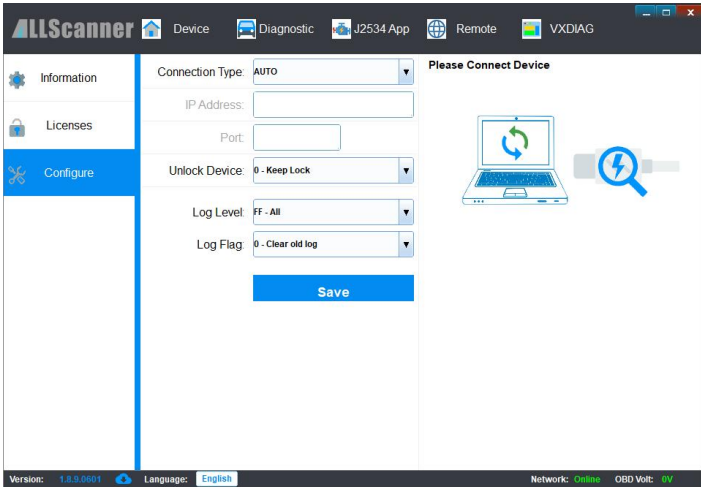 ALLScanner
Device
Diagnostic
J2534 App
Remote
VXDIAG
Information
Licenses
Configure
Connection Type: AUTO
IP Address:
Port:
Unlock Device: 0 - Keep Lock
Log Level: FF - All
Log Flag: 0 - Clear old log
Save
Please Connect Device
Version: 1.8.9.0601 Language: English Network: Online OBD Volt: 0V